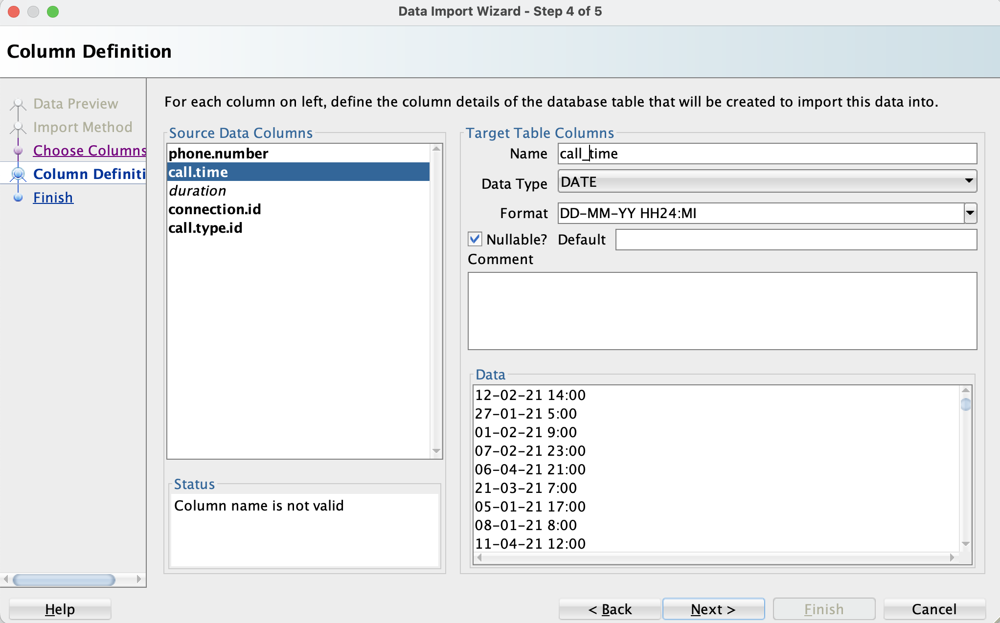 Data Import Wizard - Step 4 of 5
Column Definition
Data Preview
Import Method
Choose Columns
Column Definiti
Finish
For each column on left, define the column details of the database table that will be created to import this data into.
Source Data Columns
phone.number
call.time
duration
connection.id
call.type.id
Status
Column name is not valid
Target Table Columns
Name call_time
Data Type DATE
Format DD-MM-YY HH24:MI
Nullable? Default
Comment
Data
12-02-21 14:00
27-01-21 5:00
01-02-21 9:00
07-02-21 23:00
06-04-21 21:00
21-03-21 7:00
05-01-21 17:00
08-01-21 8:00
11-04-21 12:00
Help < Back Next > Finish Cancel